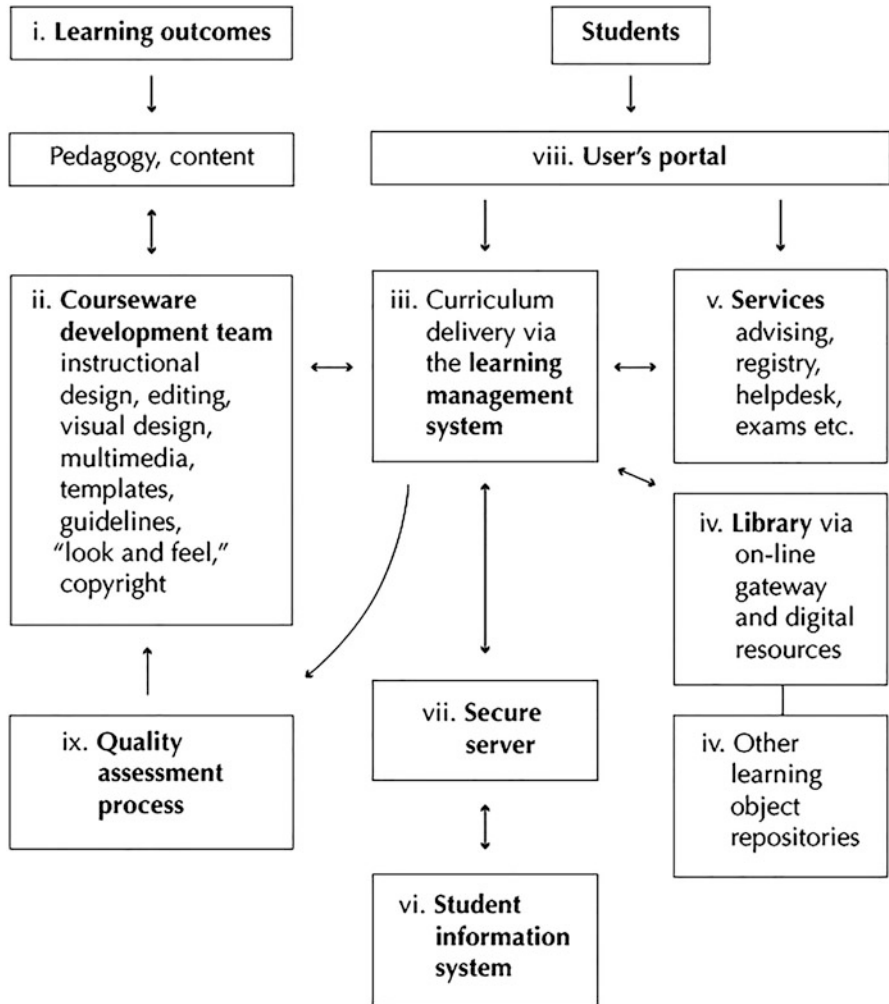 i. Learning outcomes
Students
Pedagogy, content
viii. User's portal
ii. Courseware
development team
instructional
design, editing,
visual design,
multimedia,
templates,
guidelines,
“look and feel,”
copyright
iii. Curriculum
delivery via
the learning
management
system
v. Services
advising,
registry,
helpdesk,
exams etc.
iv. Library via
on-line
gateway
and digital
resources
ix. Quality
assessment
process
vii. Secure
server
iv. Other
learning
object
repositories
vi. Student
information
system